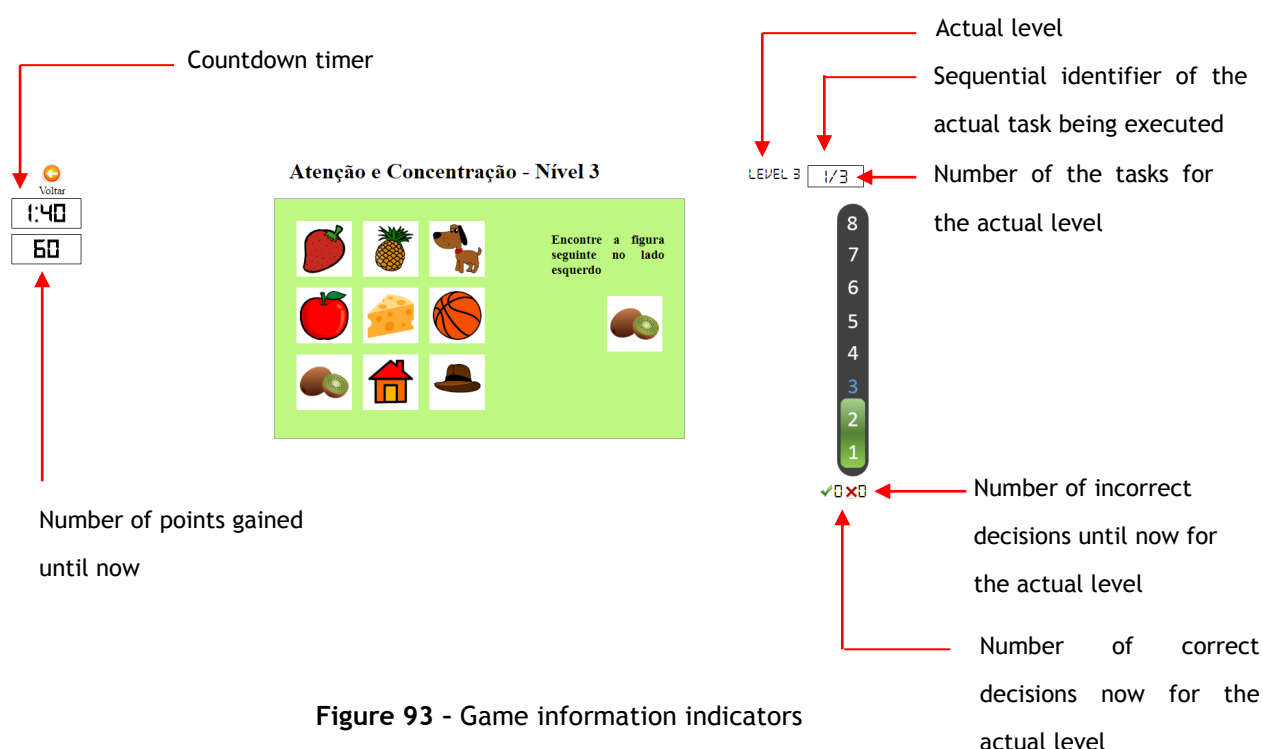 Actual level
Countdown timer
Sequential identifier of the
actual task being executed
Voltar
1:40
60
Atenção e Concentração - Nível 3
LEVEL 3 1/3
Number of the tasks for
the actual level
Encontre a figura
seguinte no lado
esquerdo
8
7
6
5
4
3
2
1
0 0
Number of points gained
until now
Number of incorrect
decisions until now for
the actual level
Number of correct
decisions now for the
actual level
Figure 93 – Game information indicators